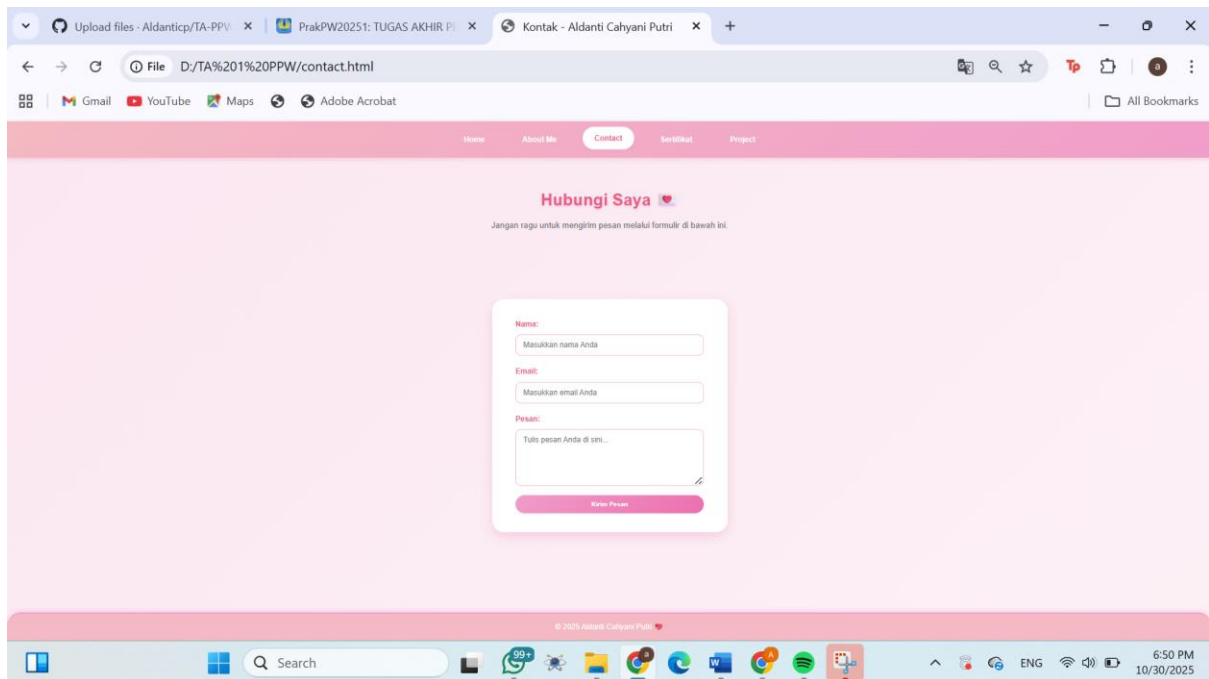 Upload files · Aldanticp/TA-PPW
PrakPW20251: TUGAS AKHIR P
Kontak - Aldanti Cahyani Putri
File D:/TA%201%20PPW/contact.html
Tp a
Gmail YouTube Maps Adobe Acrobat All Bookmarks
Home About Me Contact Sertifikat Project
Hubungi Saya
Jangan ragu untuk mengirim pesan melalui formulir di bawah ini.
Nama:
Masukkan nama Anda
Email:
Masukkan email Anda
Pesan:
Tulis pesan Anda di sini...
Kirim Pesan
© 2025 Aldanti Cahyani Putri
Search 99+ ENG 6:50 PM
10/30/2025